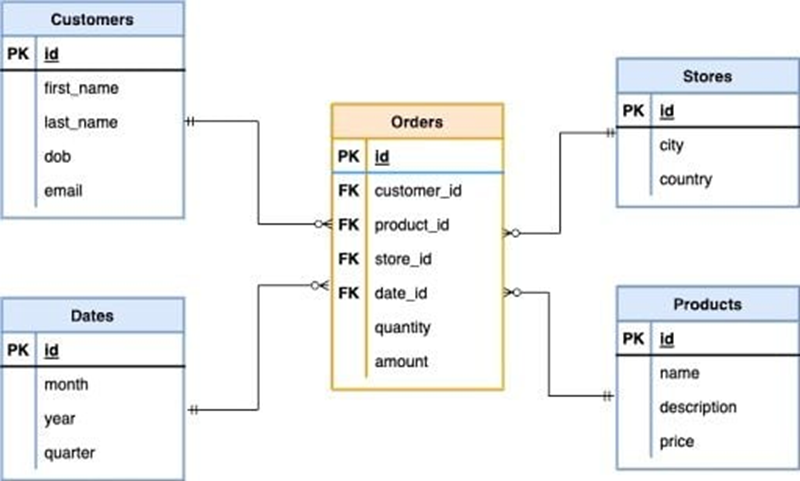 Customers
PK id
first_name
last_name
dob
email
Dates
PK id
month
year
quarter
Orders
PK id
FK customer_id
FK product_id
FK store_id
FK date_id
quantity
amount
Stores
PK id
city
country
Products
PK id
name
description
price